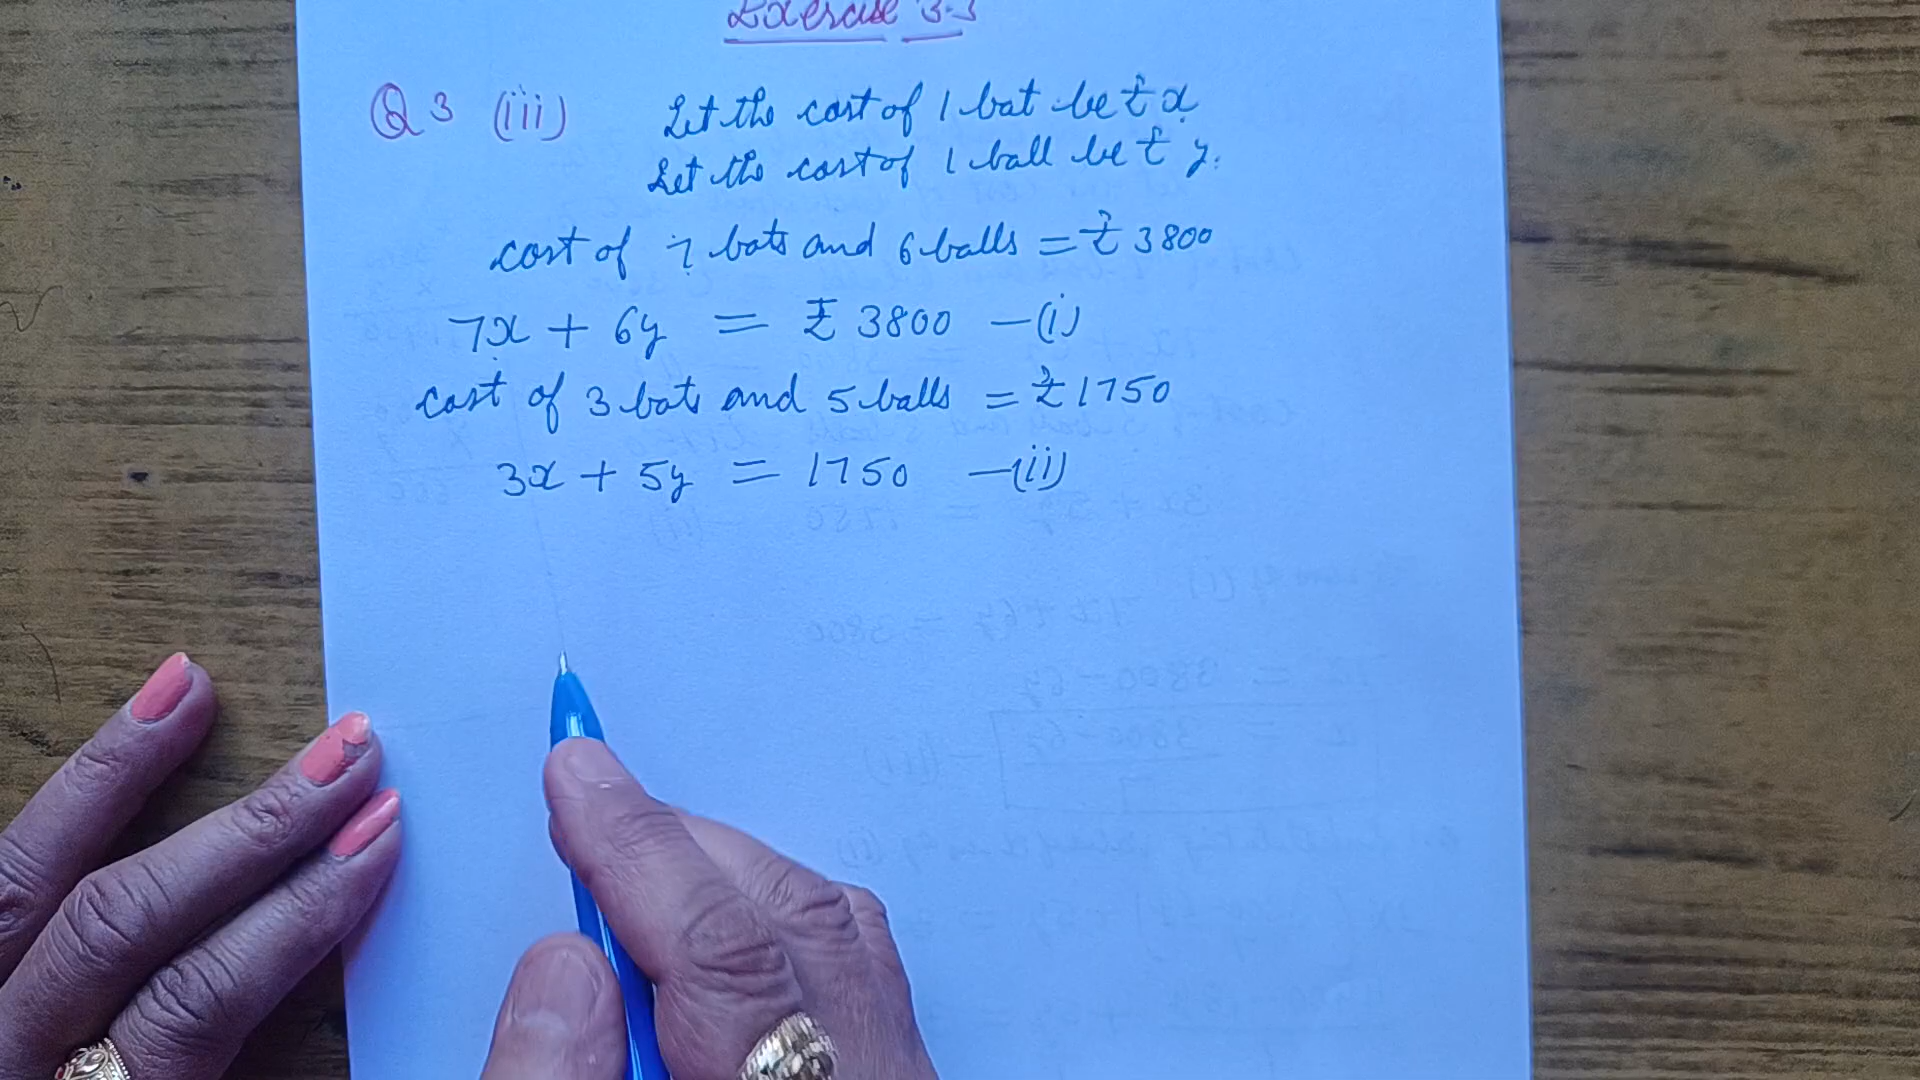 Exercise 3.3
Q 3 (iii) Let the cost of 1 bat be ₹ x.
Let the cost of 1 ball be ₹ y.
cost of 7 bats and 6 balls = ₹ 3800
7x + 6y = ₹ 3800 —(i)
cost of 3 bats and 5 balls = ₹ 1750
3x + 5y = 1750 —(ii)